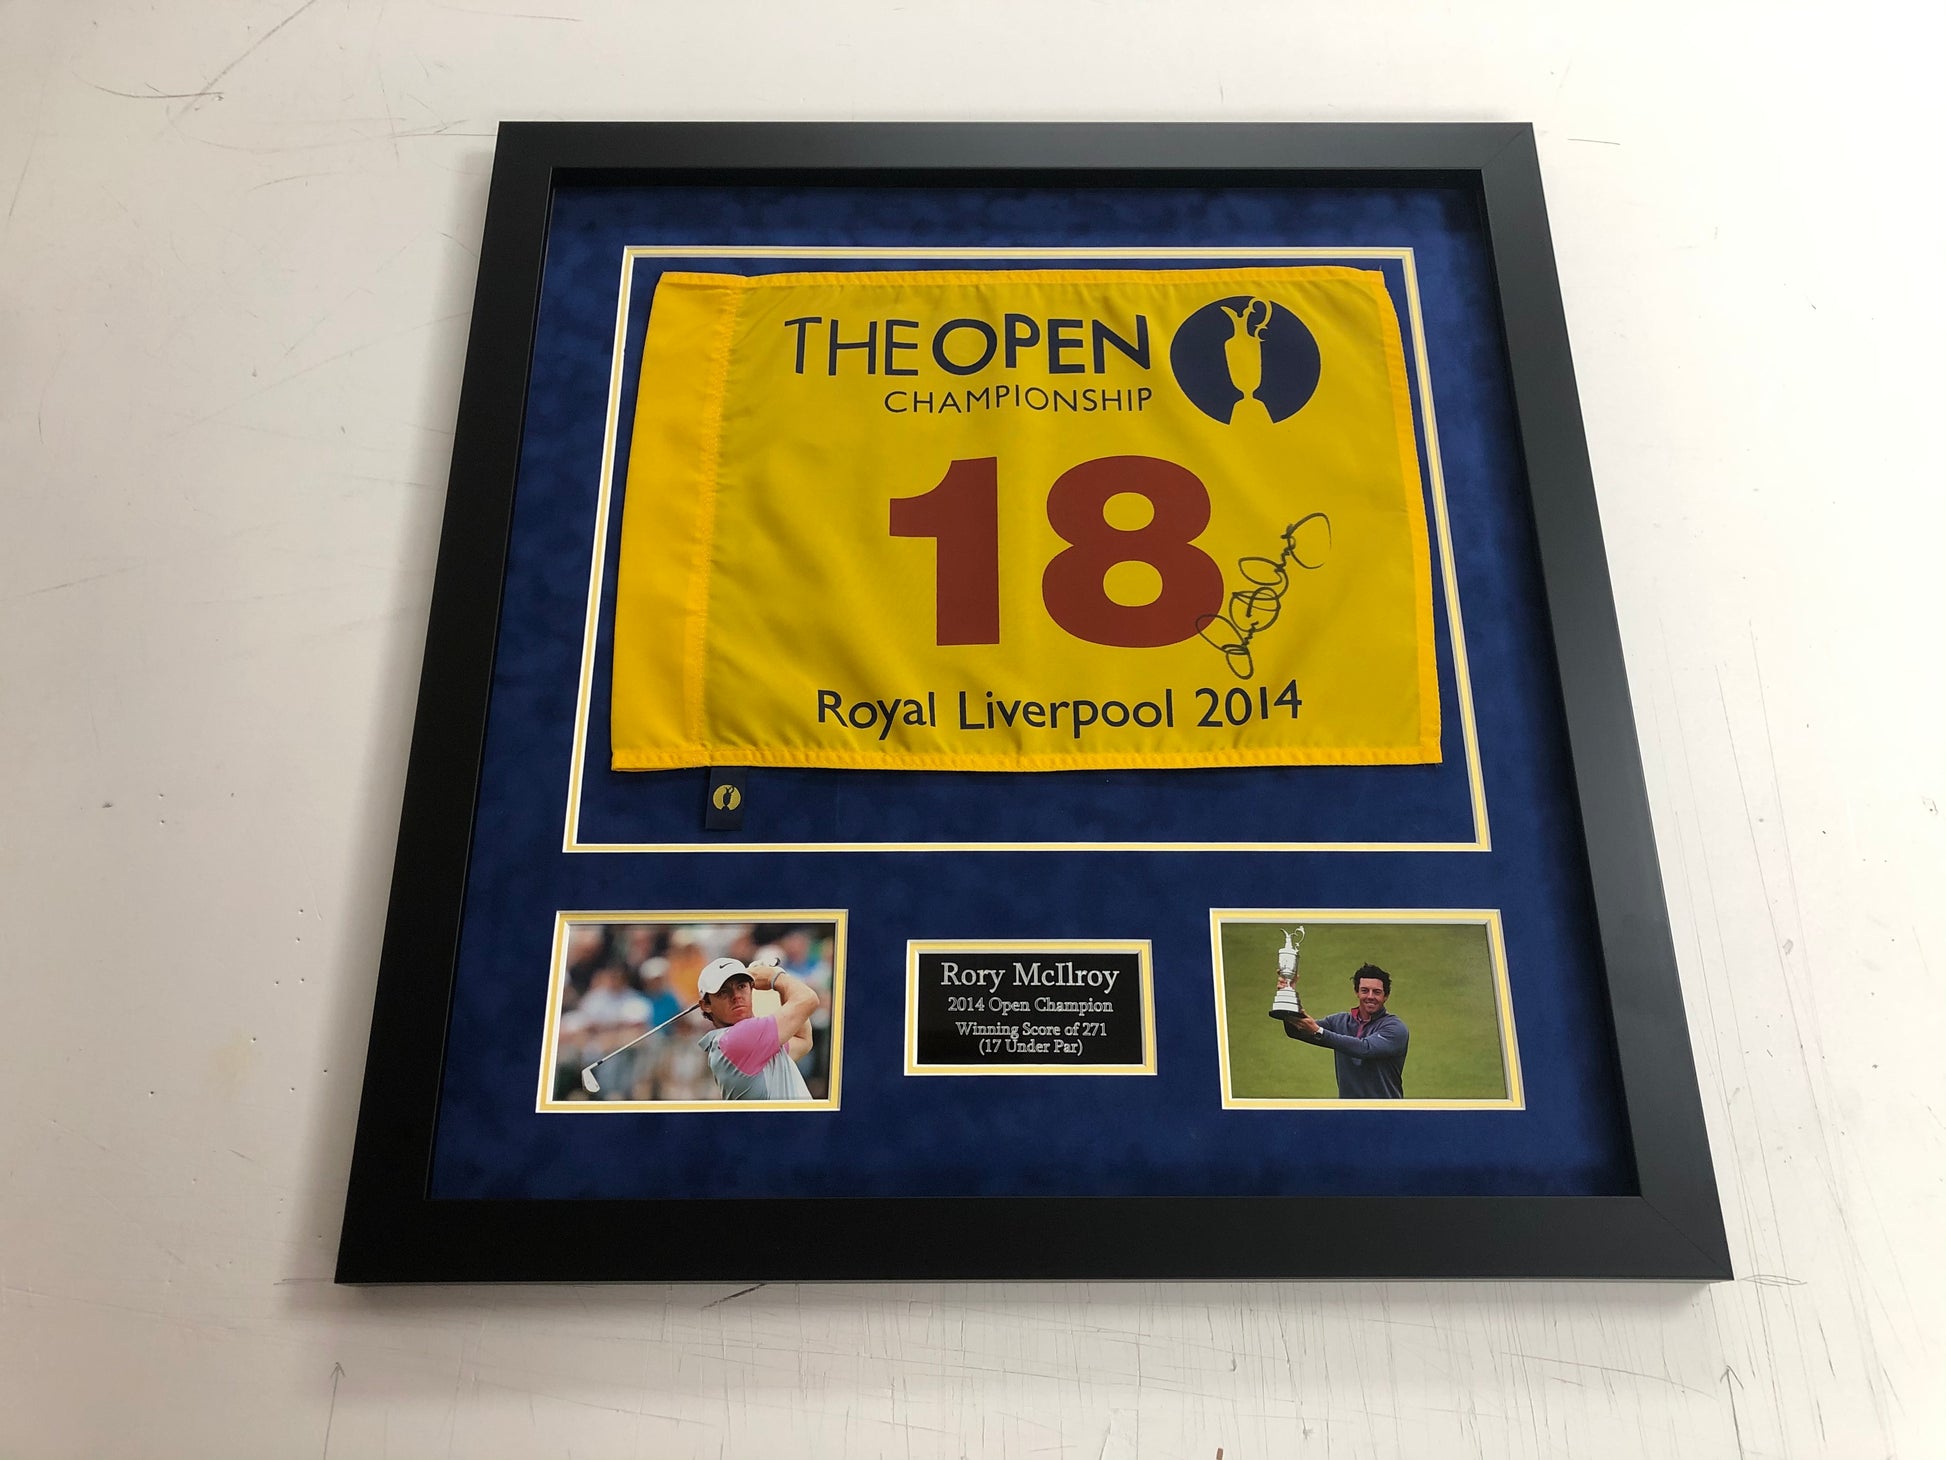 THE OPEN
CHAMPIONSHIP
18
Royal Liverpool 2014
Rory McIlroy
2014 Open Champion
Winning Score of 271
(17 Under Par)